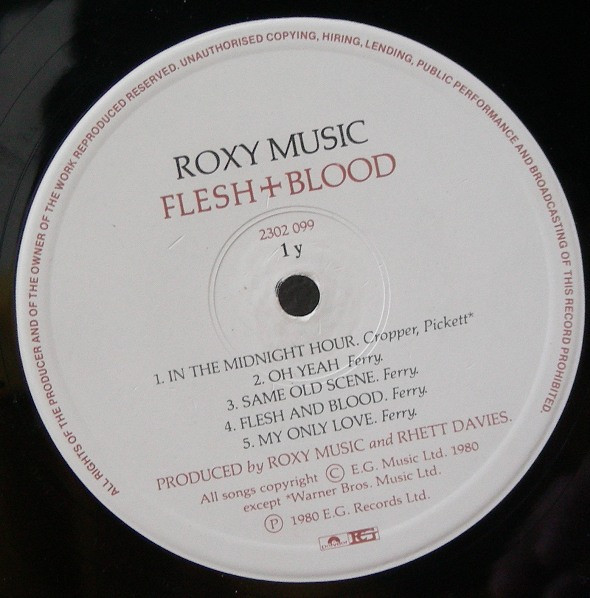 ALL RIGHTS OF THE PRODUCER AND OF THE OWNER OF THE WORK REPRODUCED RESERVED. UNAUTHORISED COPYING, HIRING, LENDING, PUBLIC PERFORMANCE AND BROADCASTING OF THIS RECORD PROHIBITED.
ROXY MUSIC
FLESH+BLOOD
2302 099
1 y
1. IN THE MIDNIGHT HOUR. Cropper, Pickett*
2. OH YEAH Ferry.
3. SAME OLD SCENE. Ferry.
4. FLESH AND BLOOD. Ferry.
5. MY ONLY LOVE. Ferry.
PRODUCED by ROXY MUSIC and RHETT DAVIES.
All songs copyright © E.G. Music Ltd. 1980
except *Warner Bros. Music Ltd.
℗ 1980 E.G. Records Ltd.